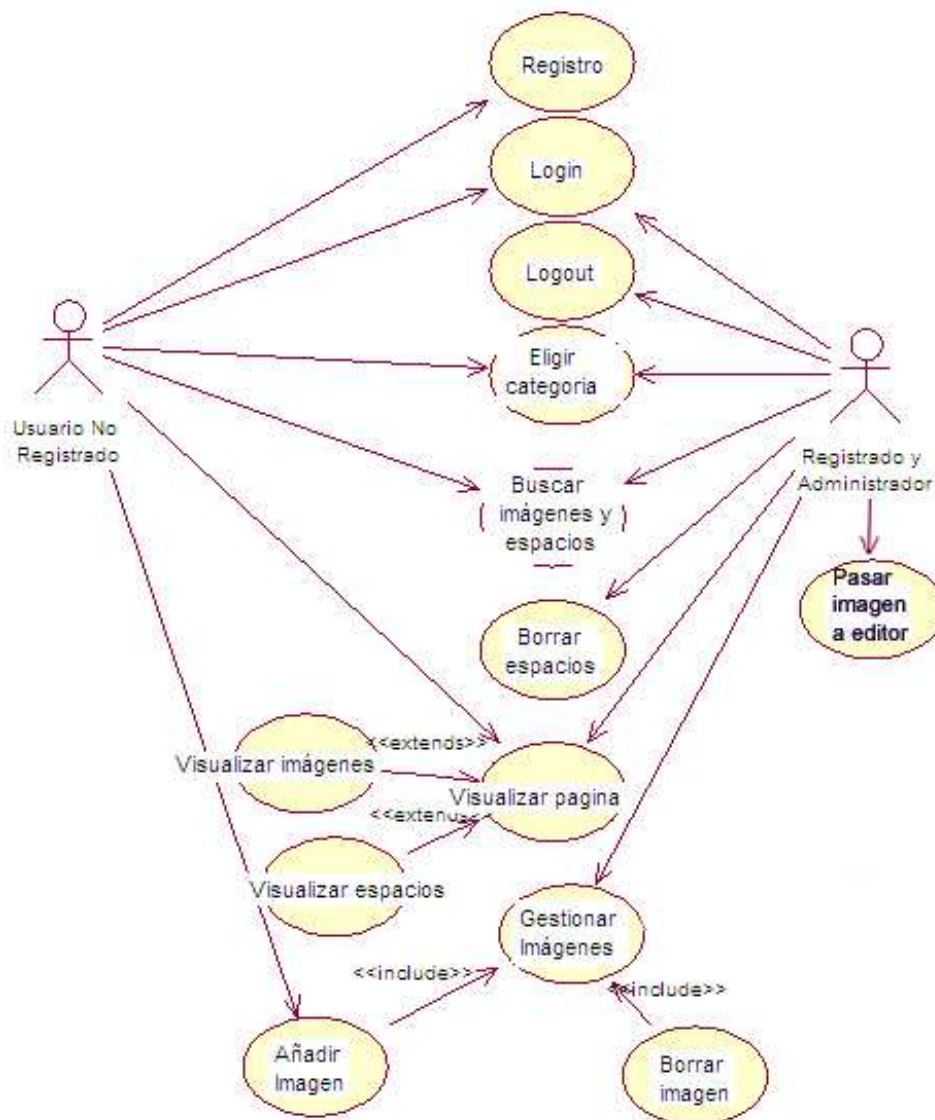 Registro
Login
Logout
Eligir
categoria
Usuario No
Registrado
Registrado y
Administrador
Buscar
imágenes y
espacios
Pasar
imagen
a editor
Borrar
espacios
<<extends>>
Visualizar imágenes
Visualizar pagina
<<extends>>
Visualizar espacios
Gestionar
Imágenes
<<include>>
<<include>>
Añadir
Imagen
Borrar
imagen